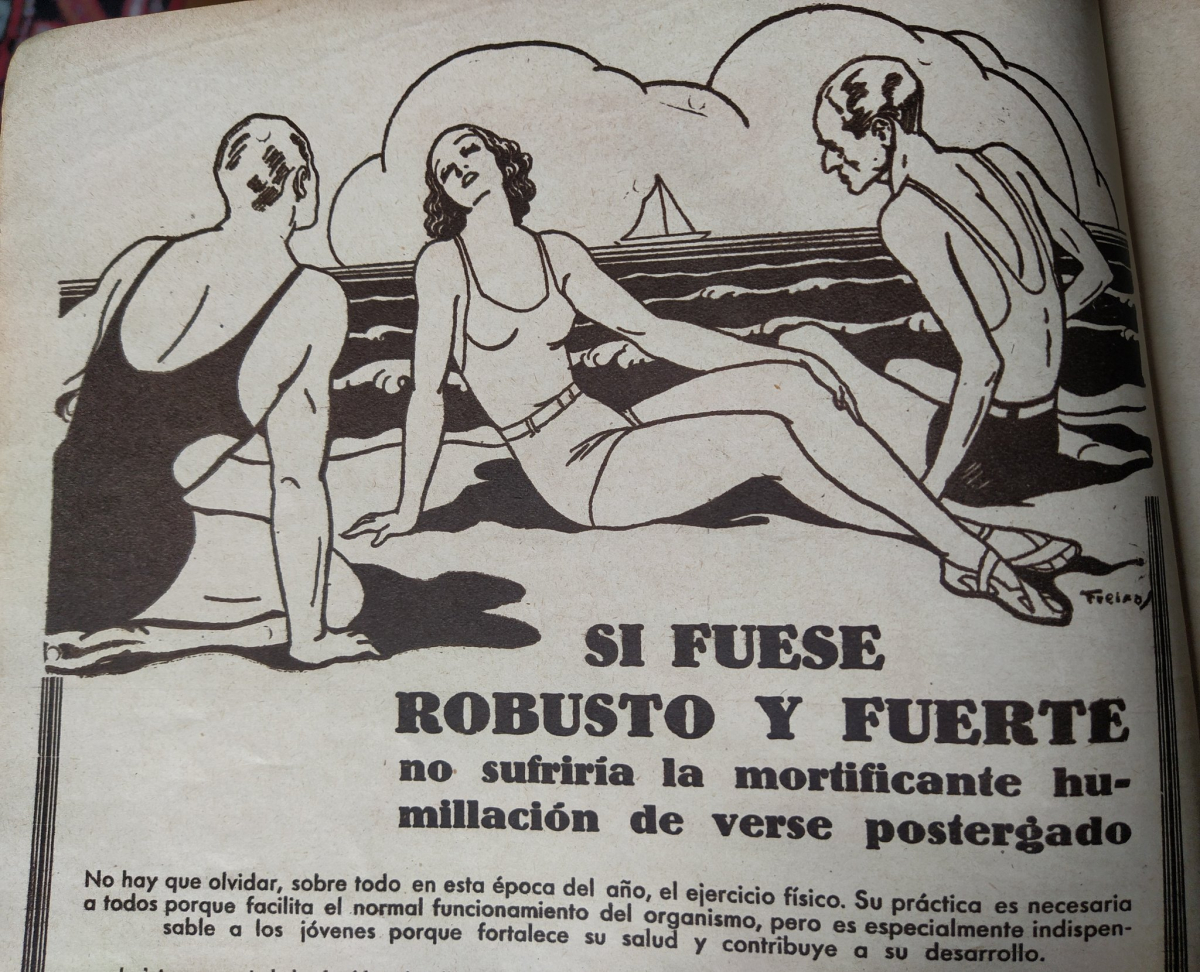 Freixas
SI FUESE
ROBUSTO Y FUERTE
no sufriría la mortificante hu-
millación de verse postergado
No hay que olvidar, sobre todo en esta época del año, el ejercicio físico. Su práctica es necesaria
a todos porque facilita el normal funcionamiento del organismo, pero es especialmente indispen-
sable a los jóvenes porque fortalece su salud y contribuye a su desarrollo.